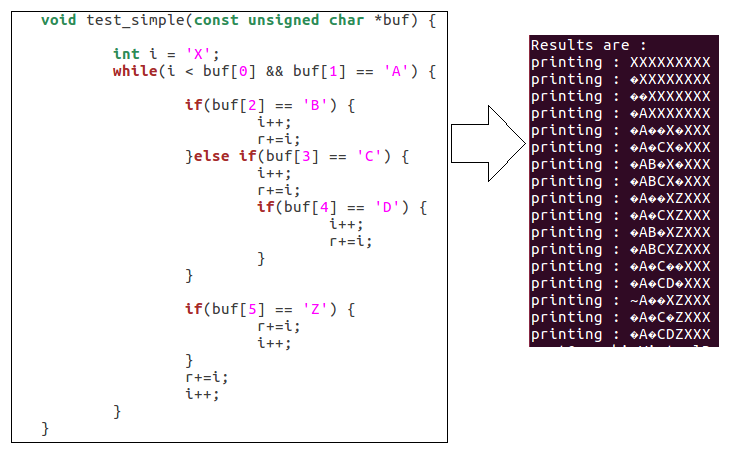 void test_simple(const unsigned char *buf) {
int i = 'X';
while(i < buf[0] && buf[1] == 'A') {
if(buf[2] == 'B') {
i++;
r+=i;
}else if(buf[3] == 'C') {
i++;
r+=i;
if(buf[4] == 'D') {
i++;
r+=i;
}
}
if(buf[5] == 'Z') {
r+=i;
i++;
}
r+=i;
i++;
}
}
Results are :
printing : XXXXXXXXX
printing : �XXXXXXXX
printing : ��XXXXXXX
printing : �AXXXXXXX
printing : �A��X�XXX
printing : �A�CX�XXX
printing : �AB�X�XXX
printing : �ABCX�XXX
printing : �A��XZXXX
printing : �A�CXZXXX
printing : �AB�XZXXX
printing : �ABCXZXXX
printing : �A�C��XXX
printing : �A�CD�XXX
printing : ~A��XZXXX
printing : �A�C�ZXXX
printing : �A�CDZXXX